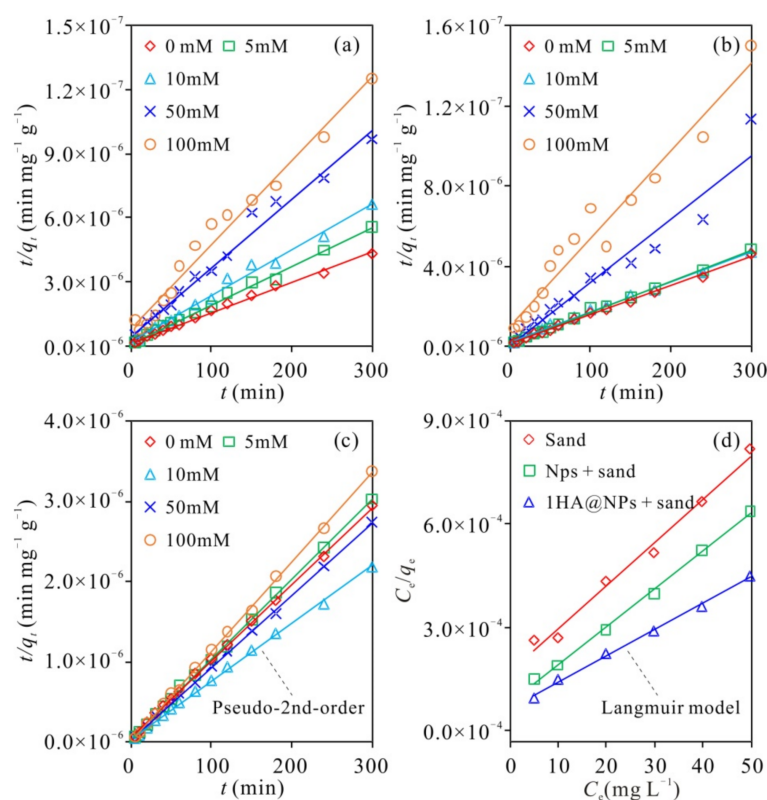 1.5×10⁻⁷ (a)
0 mM 5mM
10mM
1.2×10⁻⁷
50mM
100mM
9.0×10⁻⁶
6.0×10⁻⁶
3.0×10⁻⁶
0.0×10⁻⁶
t/qₜ (min mg⁻¹ g⁻¹)
0 100 200 300
t (min)
1.6×10⁻⁷ (b)
0 mM 5mM
10mM
50mM
1.2×10⁻⁷
100mM
8.0×10⁻⁶
4.0×10⁻⁶
0.0×10⁻⁶
t/qₜ (min mg⁻¹ g⁻¹)
0 100 200 300
t (min)
4.0×10⁻⁶ (c)
0 mM 5mM
10mM
3.0×10⁻⁶
50mM
100mM
2.0×10⁻⁶
1.0×10⁻⁶
Pseudo-2nd-order
0.0×10⁻⁶
t/qₜ (min mg⁻¹ g⁻¹)
0 100 200 300
t (min)
9.0×10⁻⁴ (d)
Sand
Nps + sand
1HA@NPs + sand
6.0×10⁻⁴
3.0×10⁻⁴
Langmuir model
0.0×10⁻⁴
Cₑ/qₑ
0 10 20 30 40 50
Cₑ(mg L⁻¹)